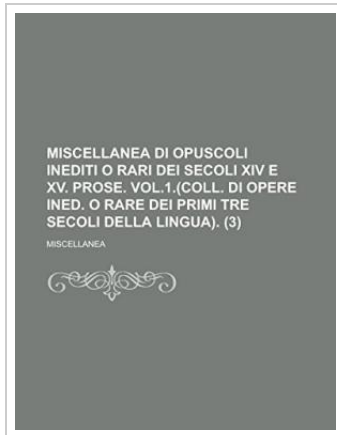 MISCELLANEA DI OPUSCOLI
INEDITI O RARI DEI SECOLI XIV E
XV. PROSE. VOL.1.(COLL. DI OPERE
INED. O RARE DEI PRIMI TRE
SECOLI DELLA LINGUA). (3)
MISCELLANEA